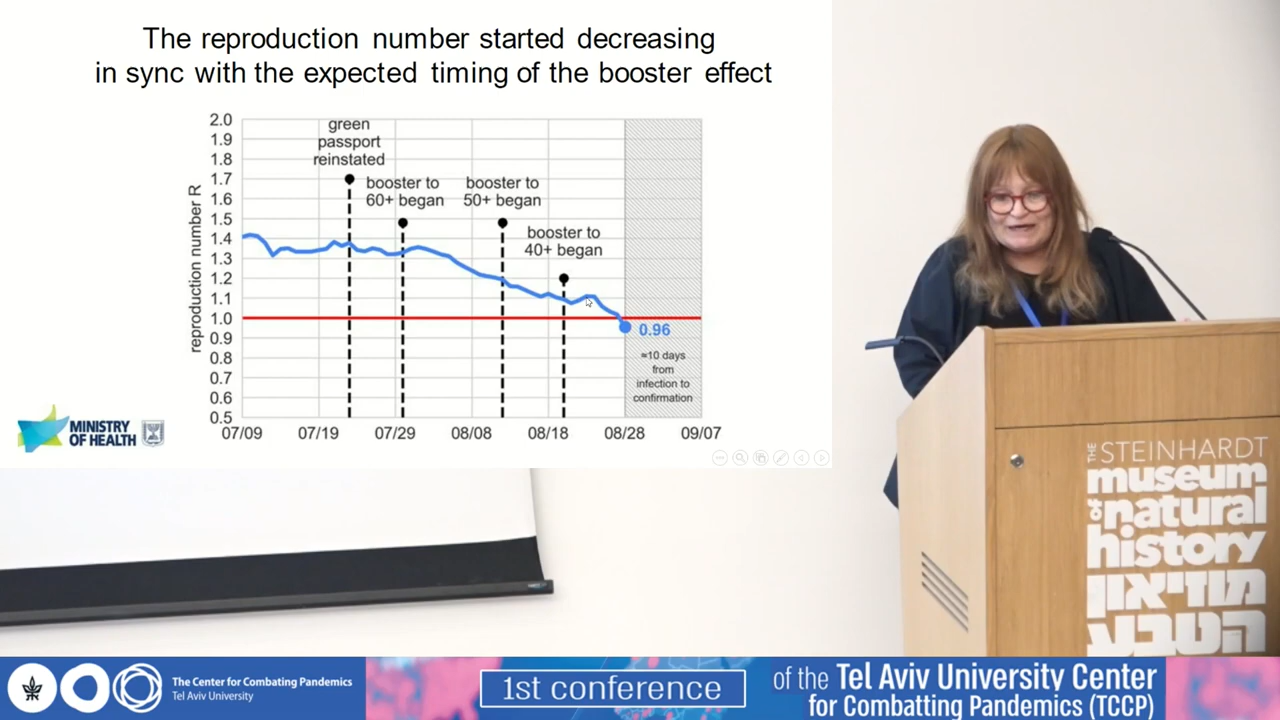 The reproduction number started decreasing
in sync with the expected timing of the booster effect
reproduction number R
2.0
1.9
1.8
1.7
1.6
1.5
1.4
1.3
1.2
1.1
1.0
0.9
0.8
0.7
0.6
0.5
green
passport
reinstated
booster to
60+ began
booster to
50+ began
booster to
40+ began
0.96
≈10 days
from
infection to
confirmation
07/09 07/19 07/29 08/08 08/18 08/28 09/07
MINISTRY
OF HEALTH
THE STEINHARDT
museum
of natural
history
מוזיאון
הטבע
The Center for Combatting Pandemics
Tel Aviv University
1st conference
of the Tel Aviv University Center
for Combatting Pandemics (TCCP)